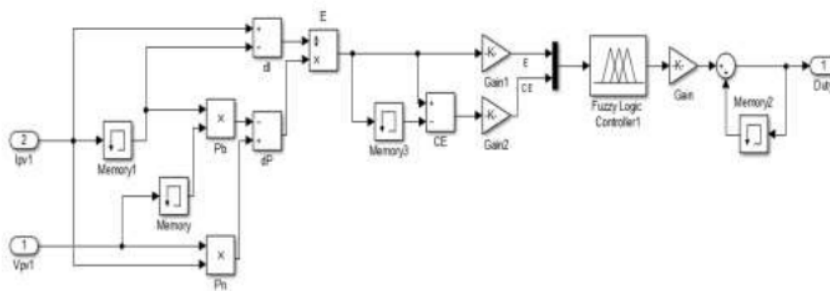 E
+
-
dI
÷
×
-K-
Gain1
E
CE
-K-
Gain2
Fuzzy Logic
Controller1
-K-
Gain
+
+
1
Duty
Memory2
2
Ipv1
Memory1
×
Pb
-
+
dP
Memory3
+
-
CE
Memory
1
Vpv1
×
Pn